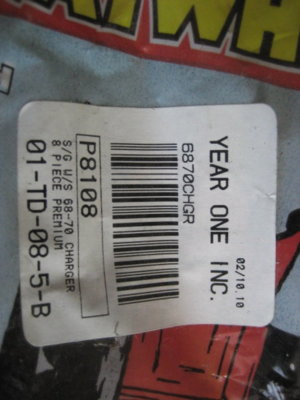 YEAR ONE INC.
02/10.10
6870CHGR
P8108
S/G W/S 68-70 CHARGER
8 PIECE PREMIUM
01-TD-08-5-B